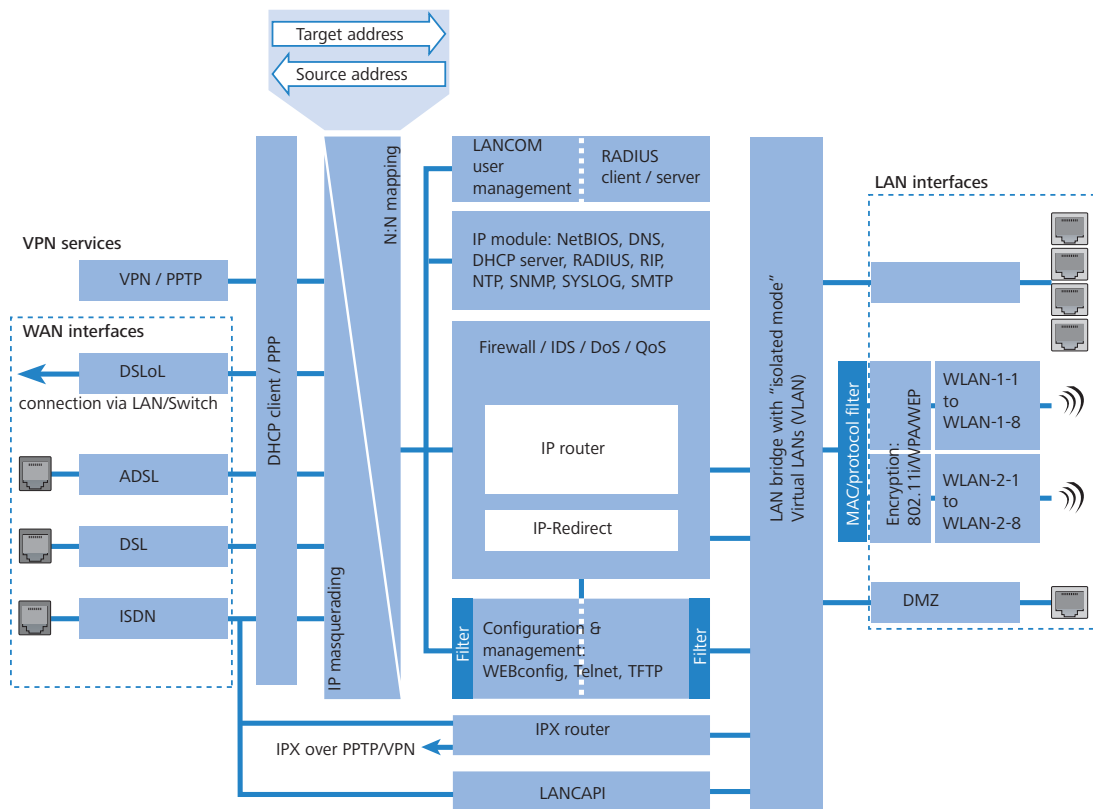 Target address
Source address
VPN services
VPN / PPTP
WAN interfaces
DSLoL
connection via LAN/Switch
ADSL
DSL
ISDN
DHCP client / PPP
IP masquerading
N:N mapping
LANCOM
user
management
RADIUS
client / server
IP module: NetBIOS, DNS,
DHCP server, RADIUS, RIP,
NTP, SNMP, SYSLOG, SMTP
Firewall / IDS / DoS / QoS
IP router
IP-Redirect
Filter
Configuration &
management:
WEBconfig, Telnet, TFTP
Filter
IPX router
IPX over PPTP/VPN
LANCAPI
LAN bridge with “isolated mode”
Virtual LANs (VLAN)
LAN interfaces
MAC/protocol filter
Encryption:
802.11i/WPA/WEP
WLAN-1-1
to
WLAN-1-8
WLAN-2-1
to
WLAN-2-8
DMZ